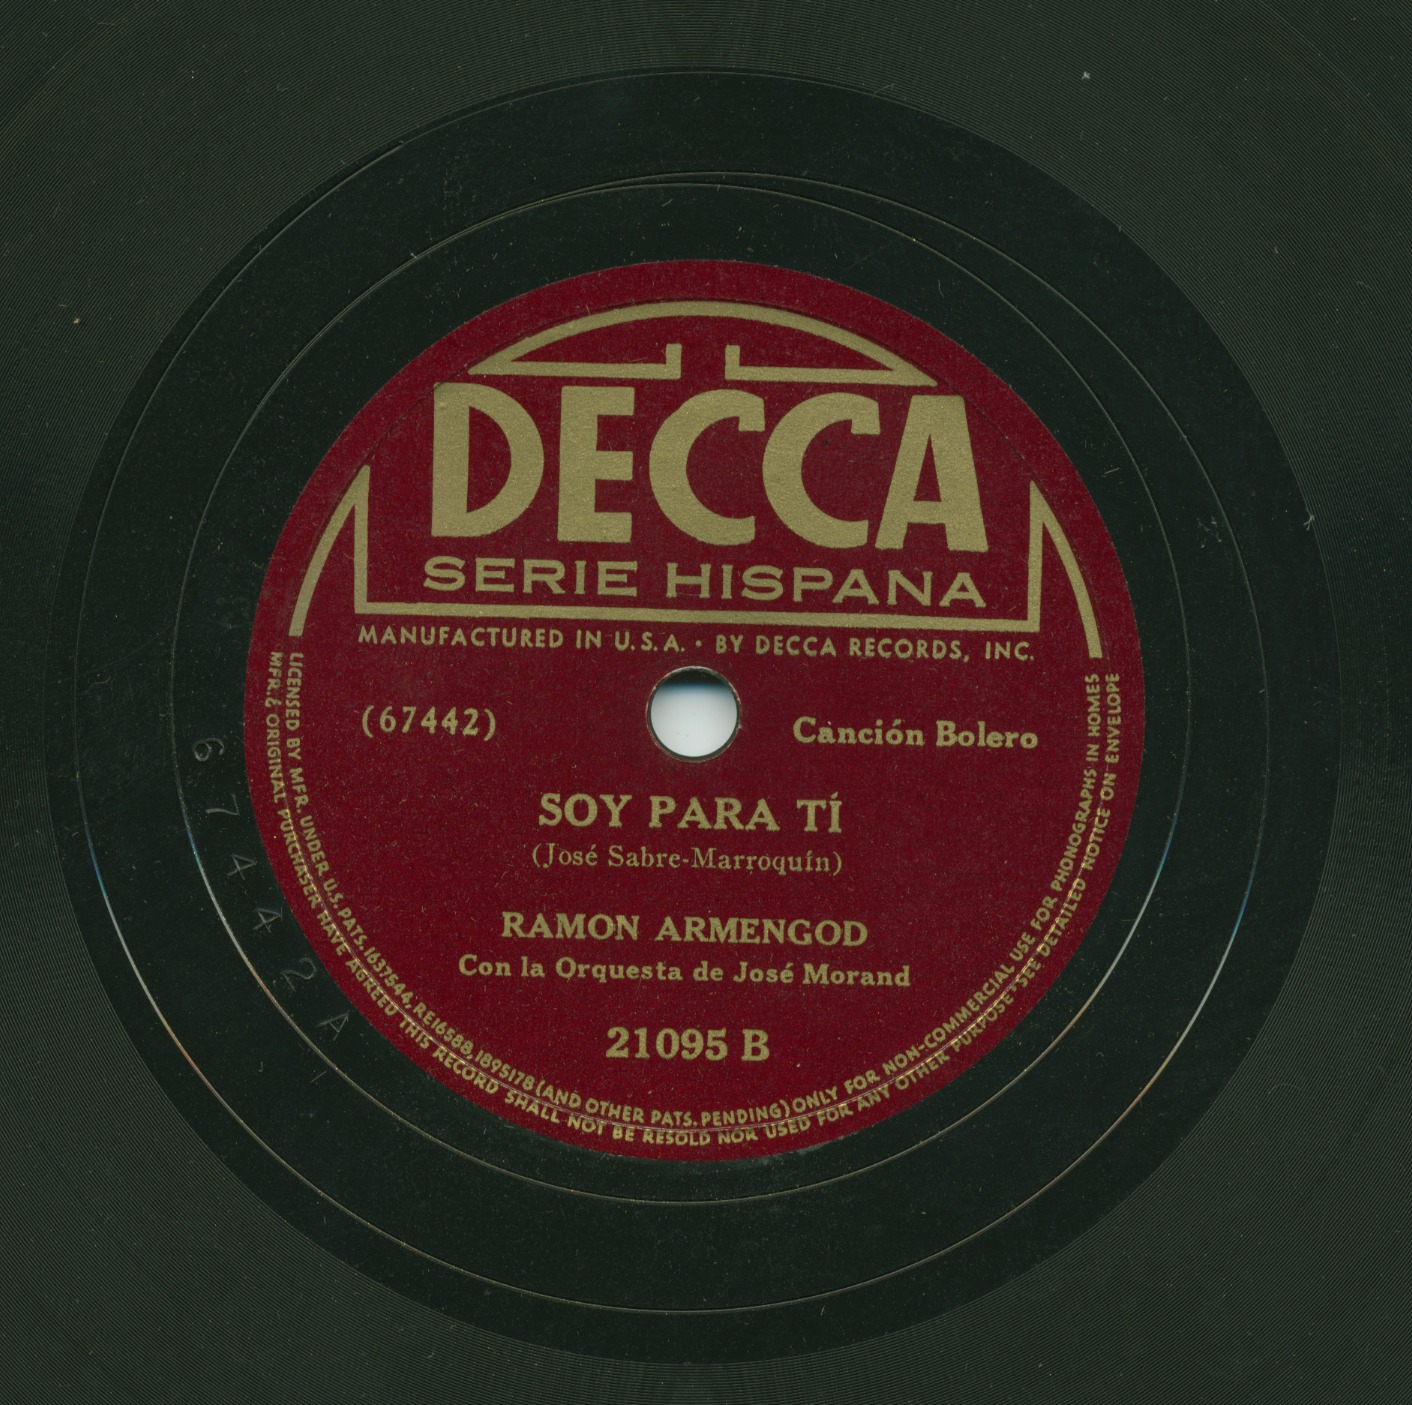 DECCA
SERIE HISPANA
MANUFACTURED IN U.S.A. • BY DECCA RECORDS, INC.
(67442)
Canción Bolero
SOY PARA TÍ
(José Sabre-Marroquín)
RAMON ARMENGOD
Con la Orquesta de José Morand
21095 B
LICENSED BY MFR. UNDER U.S. PATS. 1637544, RE16588, 1895178 (AND OTHER PATS. PENDING) ONLY FOR NON-COMMERCIAL USE FOR PHONOGRAPHS IN HOMES
MFR. & ORIGINAL PURCHASER HAVE AGREED THIS RECORD SHALL NOT BE RESOLD NOR USED FOR ANY OTHER PURPOSE • SEE DETAILED NOTICE ON ENVELOPE
67442 A